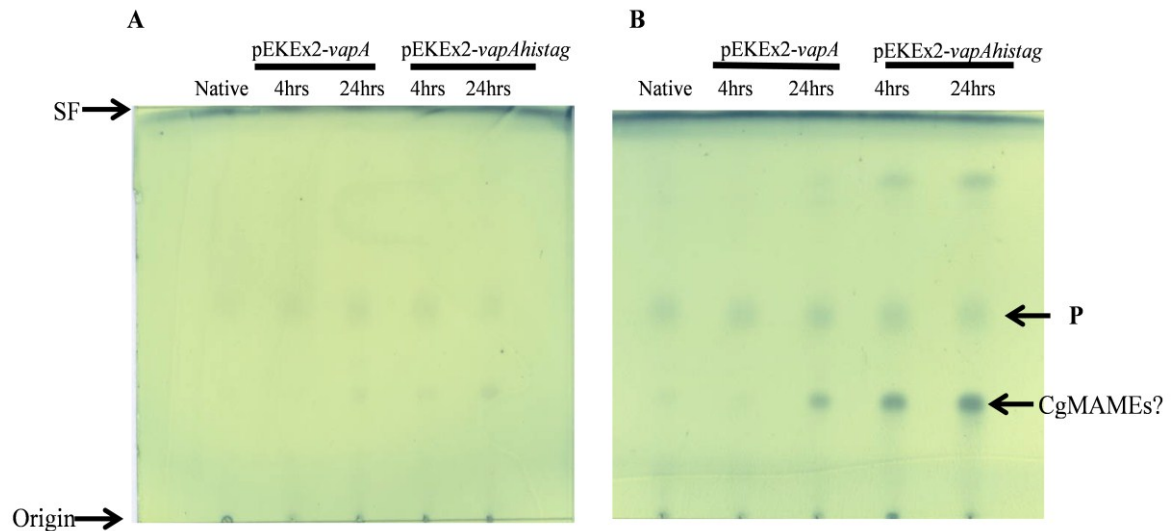 A
pEKEx2-vapA pEKEx2-vapAhistag
Native 4hrs 24hrs 4hrs 24hrs
SF
Origin
B
pEKEx2-vapA pEKEx2-vapAhistag
Native 4hrs 24hrs 4hrs 24hrs
P
CgMAMEs?